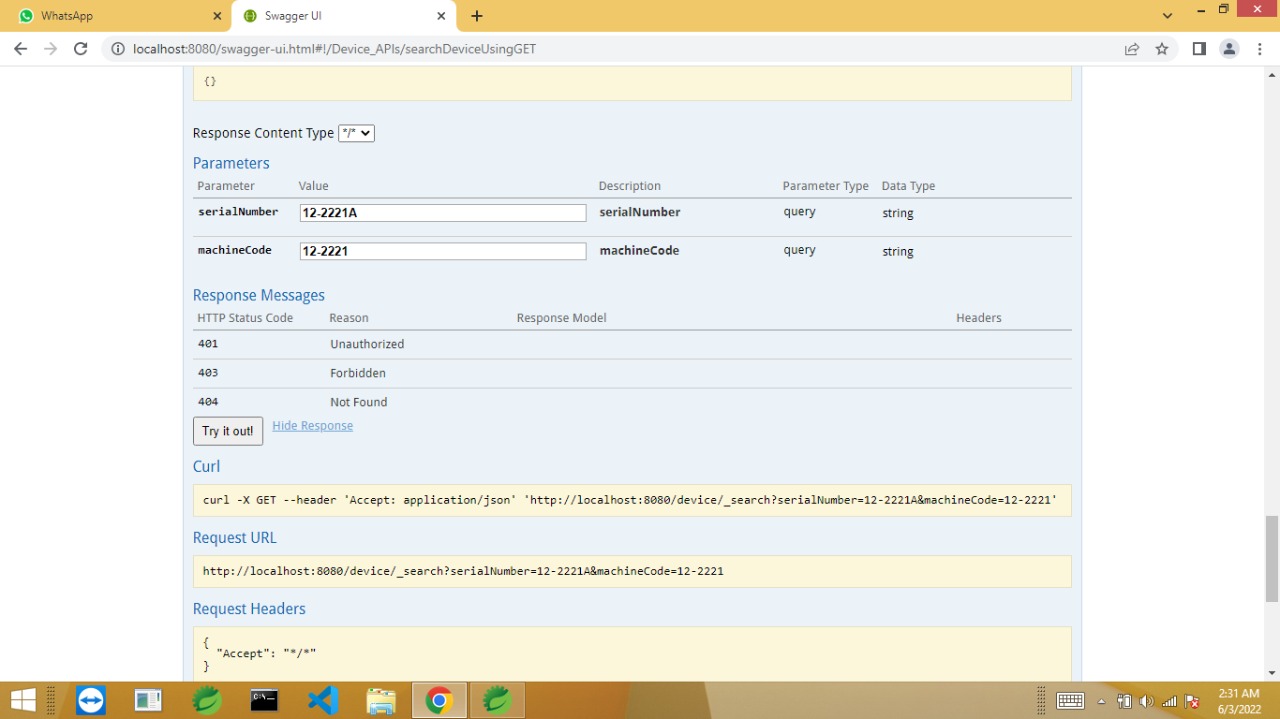 WhatsApp
Swagger UI
localhost:8080/swagger-ui.html#!/Device_APIs/searchDeviceUsingGET
{}
Response Content Type */*
Parameters
Parameter Value Description Parameter Type Data Type
serialNumber 12-2221A serialNumber query string
machineCode 12-2221 machineCode query string
Response Messages
HTTP Status Code Reason Response Model Headers
401 Unauthorized
403 Forbidden
404 Not Found
Try it out! Hide Response
Curl
curl -X GET --header 'Accept: application/json' 'http://localhost:8080/device/_search?serialNumber=12-2221A&machineCode=12-2221'
Request URL
http://localhost:8080/device/_search?serialNumber=12-2221A&machineCode=12-2221
Request Headers
{
"Accept": "*/*"
}
2:31 AM
6/3/2022